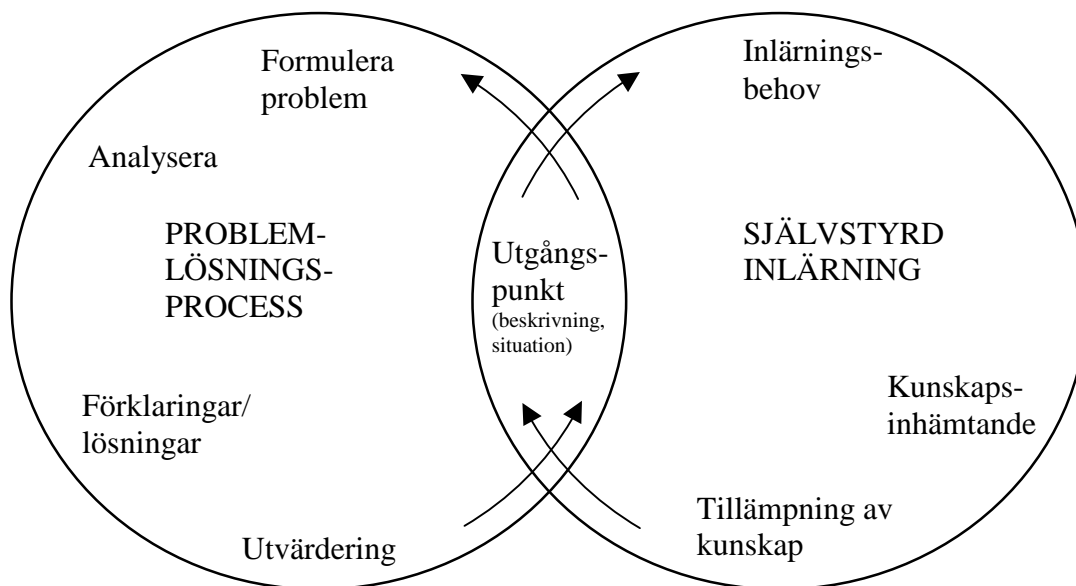 Formulera
problem
Analysera
PROBLEM-
LÖSNINGS-
PROCESS
Förklaringar/
lösningar
Utvärdering
Utgångs-
punkt
(beskrivning,
situation)
Inlärnings-
behov
SJÄLVSTYRD
INLÄRNING
Kunskaps-
inhämtande
Tillämpning av
kunskap